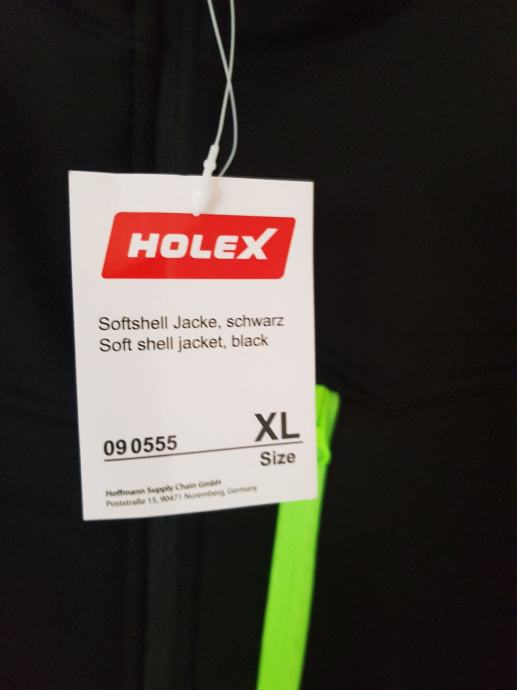 HOLEX
Softshell Jacke, schwarz
Soft shell jacket, black
09 0555 XL
Size
Hoffmann Supply Chain GmbH
Poststraße 15, 90471 Nuremberg, Germany